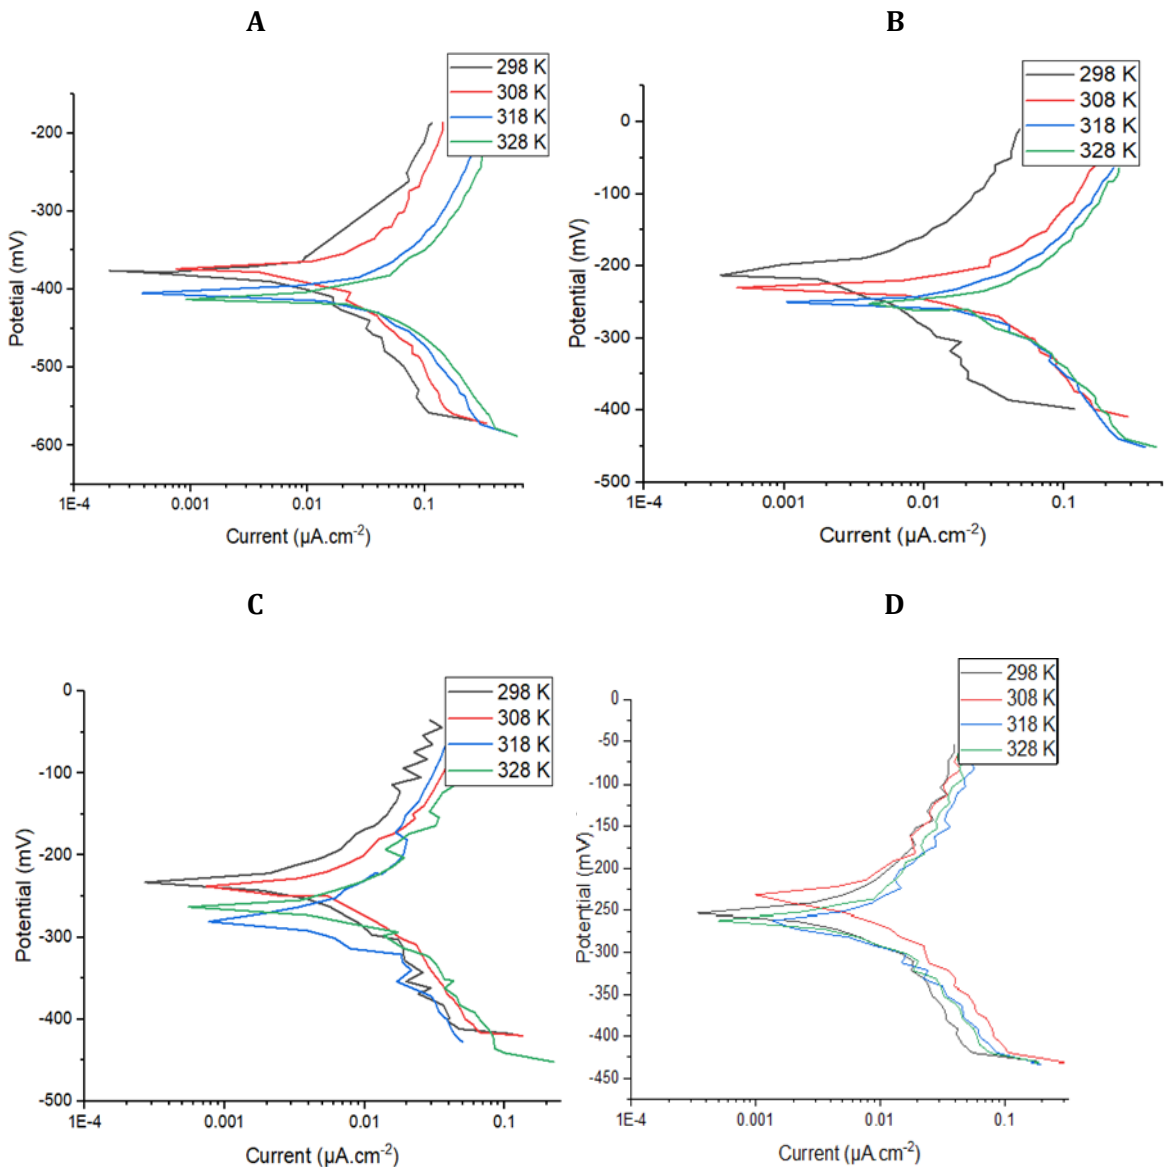 A
298 K
308 K
318 K
328 K
-200
-300
-400
-500
-600
Potential (mV)
1E-4 0.001 0.01 0.1
Current (µA.cm-2)
B
298 K
308 K
318 K
328 K
0
-100
-200
-300
-400
-500
Potential (mV)
1E-4 0.001 0.01 0.1
Current (µA.cm-2)
C
298 K
308 K
318 K
328 K
0
-100
-200
-300
-400
-500
Potential (mV)
1E-4 0.001 0.01 0.1
Current (µA.cm-2)
D
298 K
308 K
318 K
328 K
0
-50
-100
-150
-200
-250
-300
-350
-400
-450
Potential (mV)
1E-4 0.001 0.01 0.1
Current (µA.cm-2)